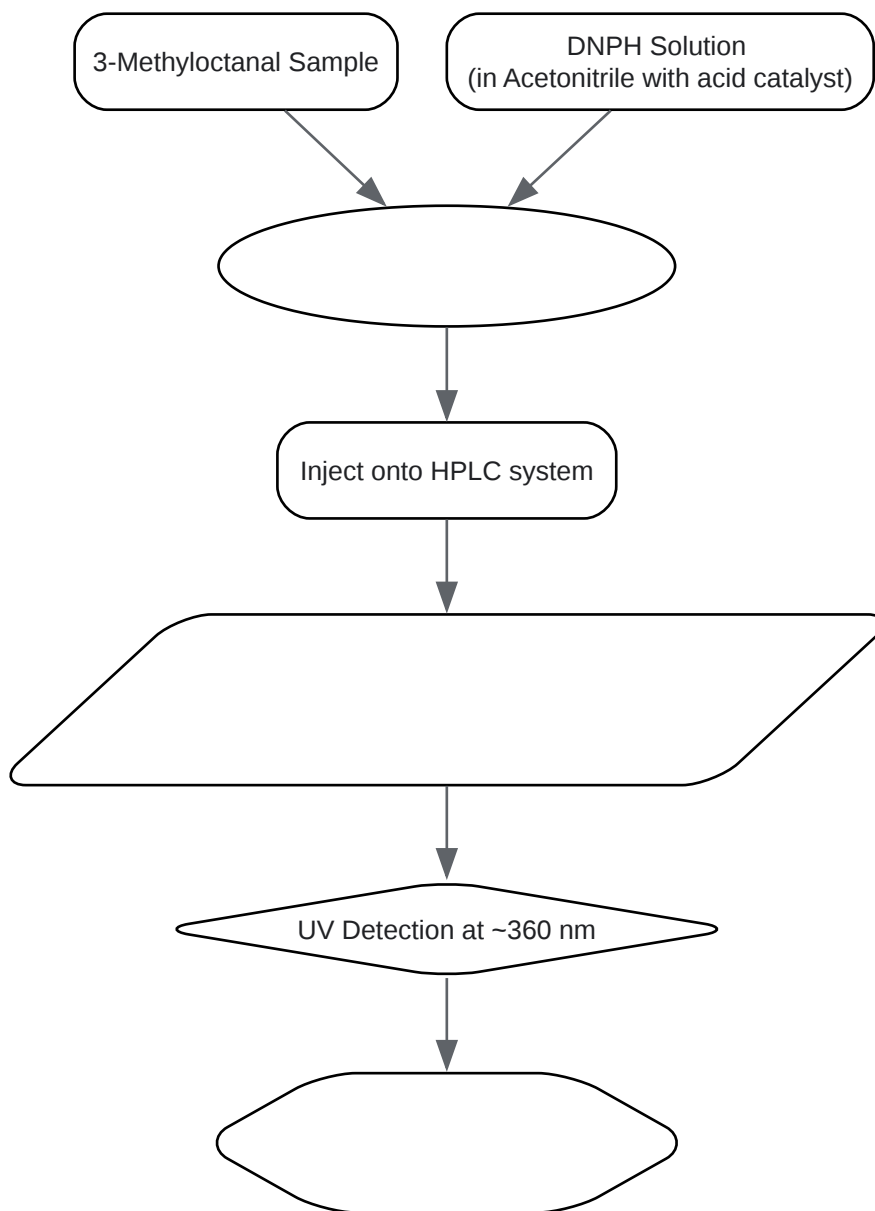 3-Methyloctanal Sample
DNPH Solution
(in Acetonitrile with acid catalyst)
Inject onto HPLC system
UV Detection at ~360 nm